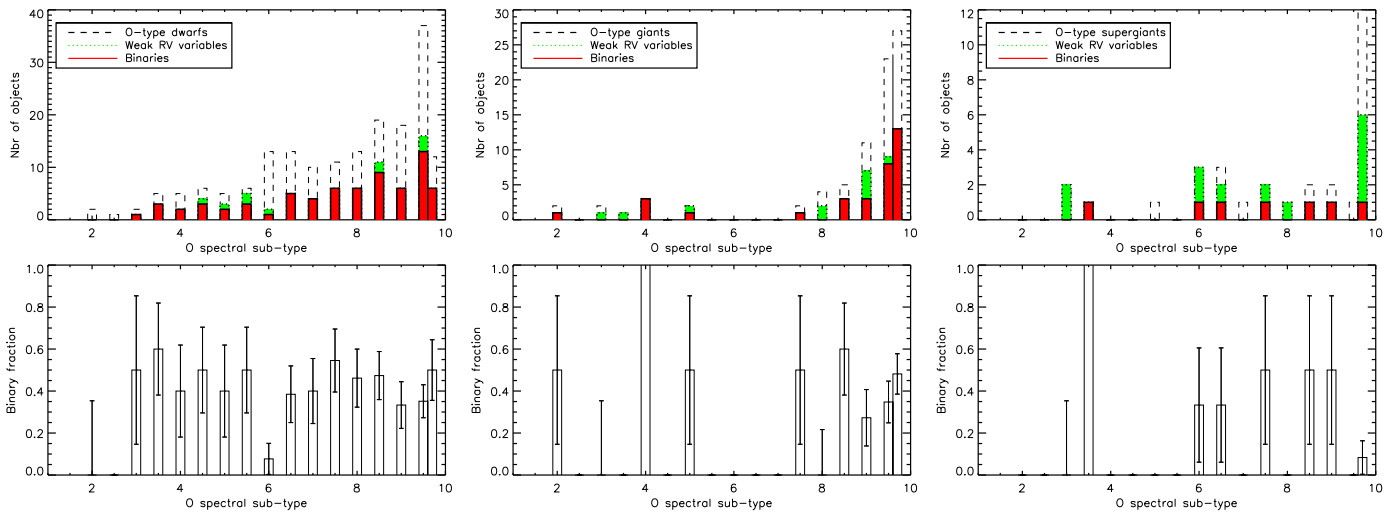 40
30
20
10
0
Nbr of objects
O-type dwarfs
Weak RV variables
Binaries
2 4 6 8 10
O spectral sub-type
30
25
20
15
10
5
0
Nbr of objects
O-type giants
Weak RV variables
Binaries
2 4 6 8 10
O spectral sub-type
12
10
8
6
4
2
0
Nbr of objects
O-type supergiants
Weak RV variables
Binaries
2 4 6 8 10
O spectral sub-type
1.0
0.8
0.6
0.4
0.2
0.0
Binary fraction
2 4 6 8 10
O spectral sub-type
1.0
0.8
0.6
0.4
0.2
0.0
Binary fraction
2 4 6 8 10
O spectral sub-type
1.0
0.8
0.6
0.4
0.2
0.0
Binary fraction
2 4 6 8 10
O spectral sub-type